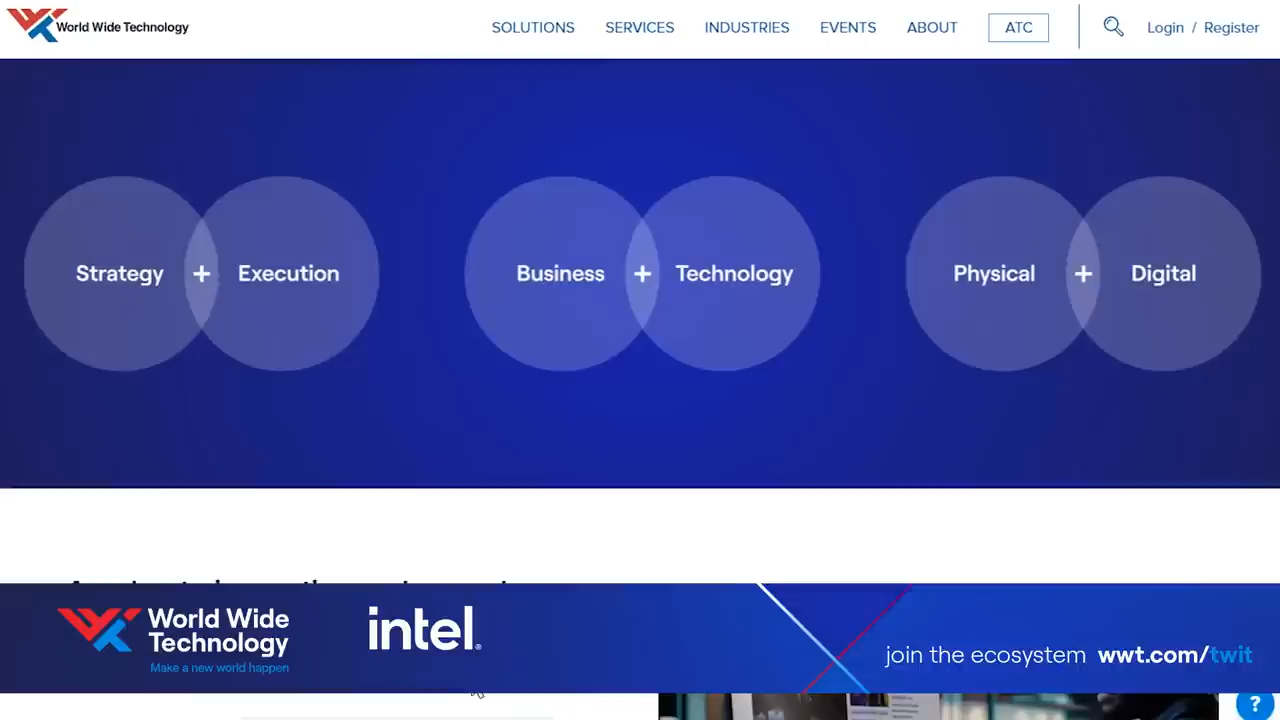 World Wide Technology
SOLUTIONS SERVICES INDUSTRIES EVENTS ABOUT ATC Login / Register
Strategy + Execution Business + Technology Physical + Digital
World Wide
Technology
Make a new world happen
intel
join the ecosystem wwt.com/twit
?